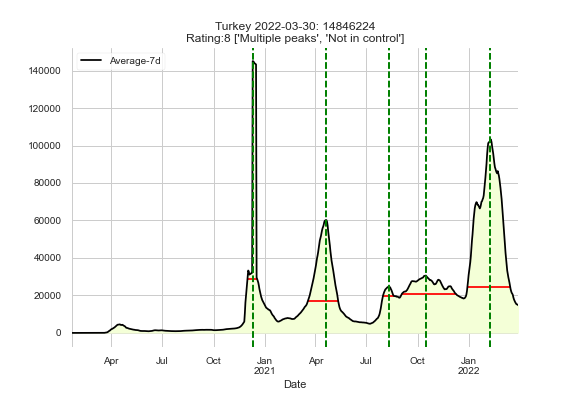 Turkey 2022-03-30: 14846224
Rating:8 ['Multiple peaks', 'Not in control']
Average-7d
140000
120000
100000
80000
60000
40000
20000
0
Apr Jul Oct Jan Apr Jul Oct Jan
2021 2022
Date